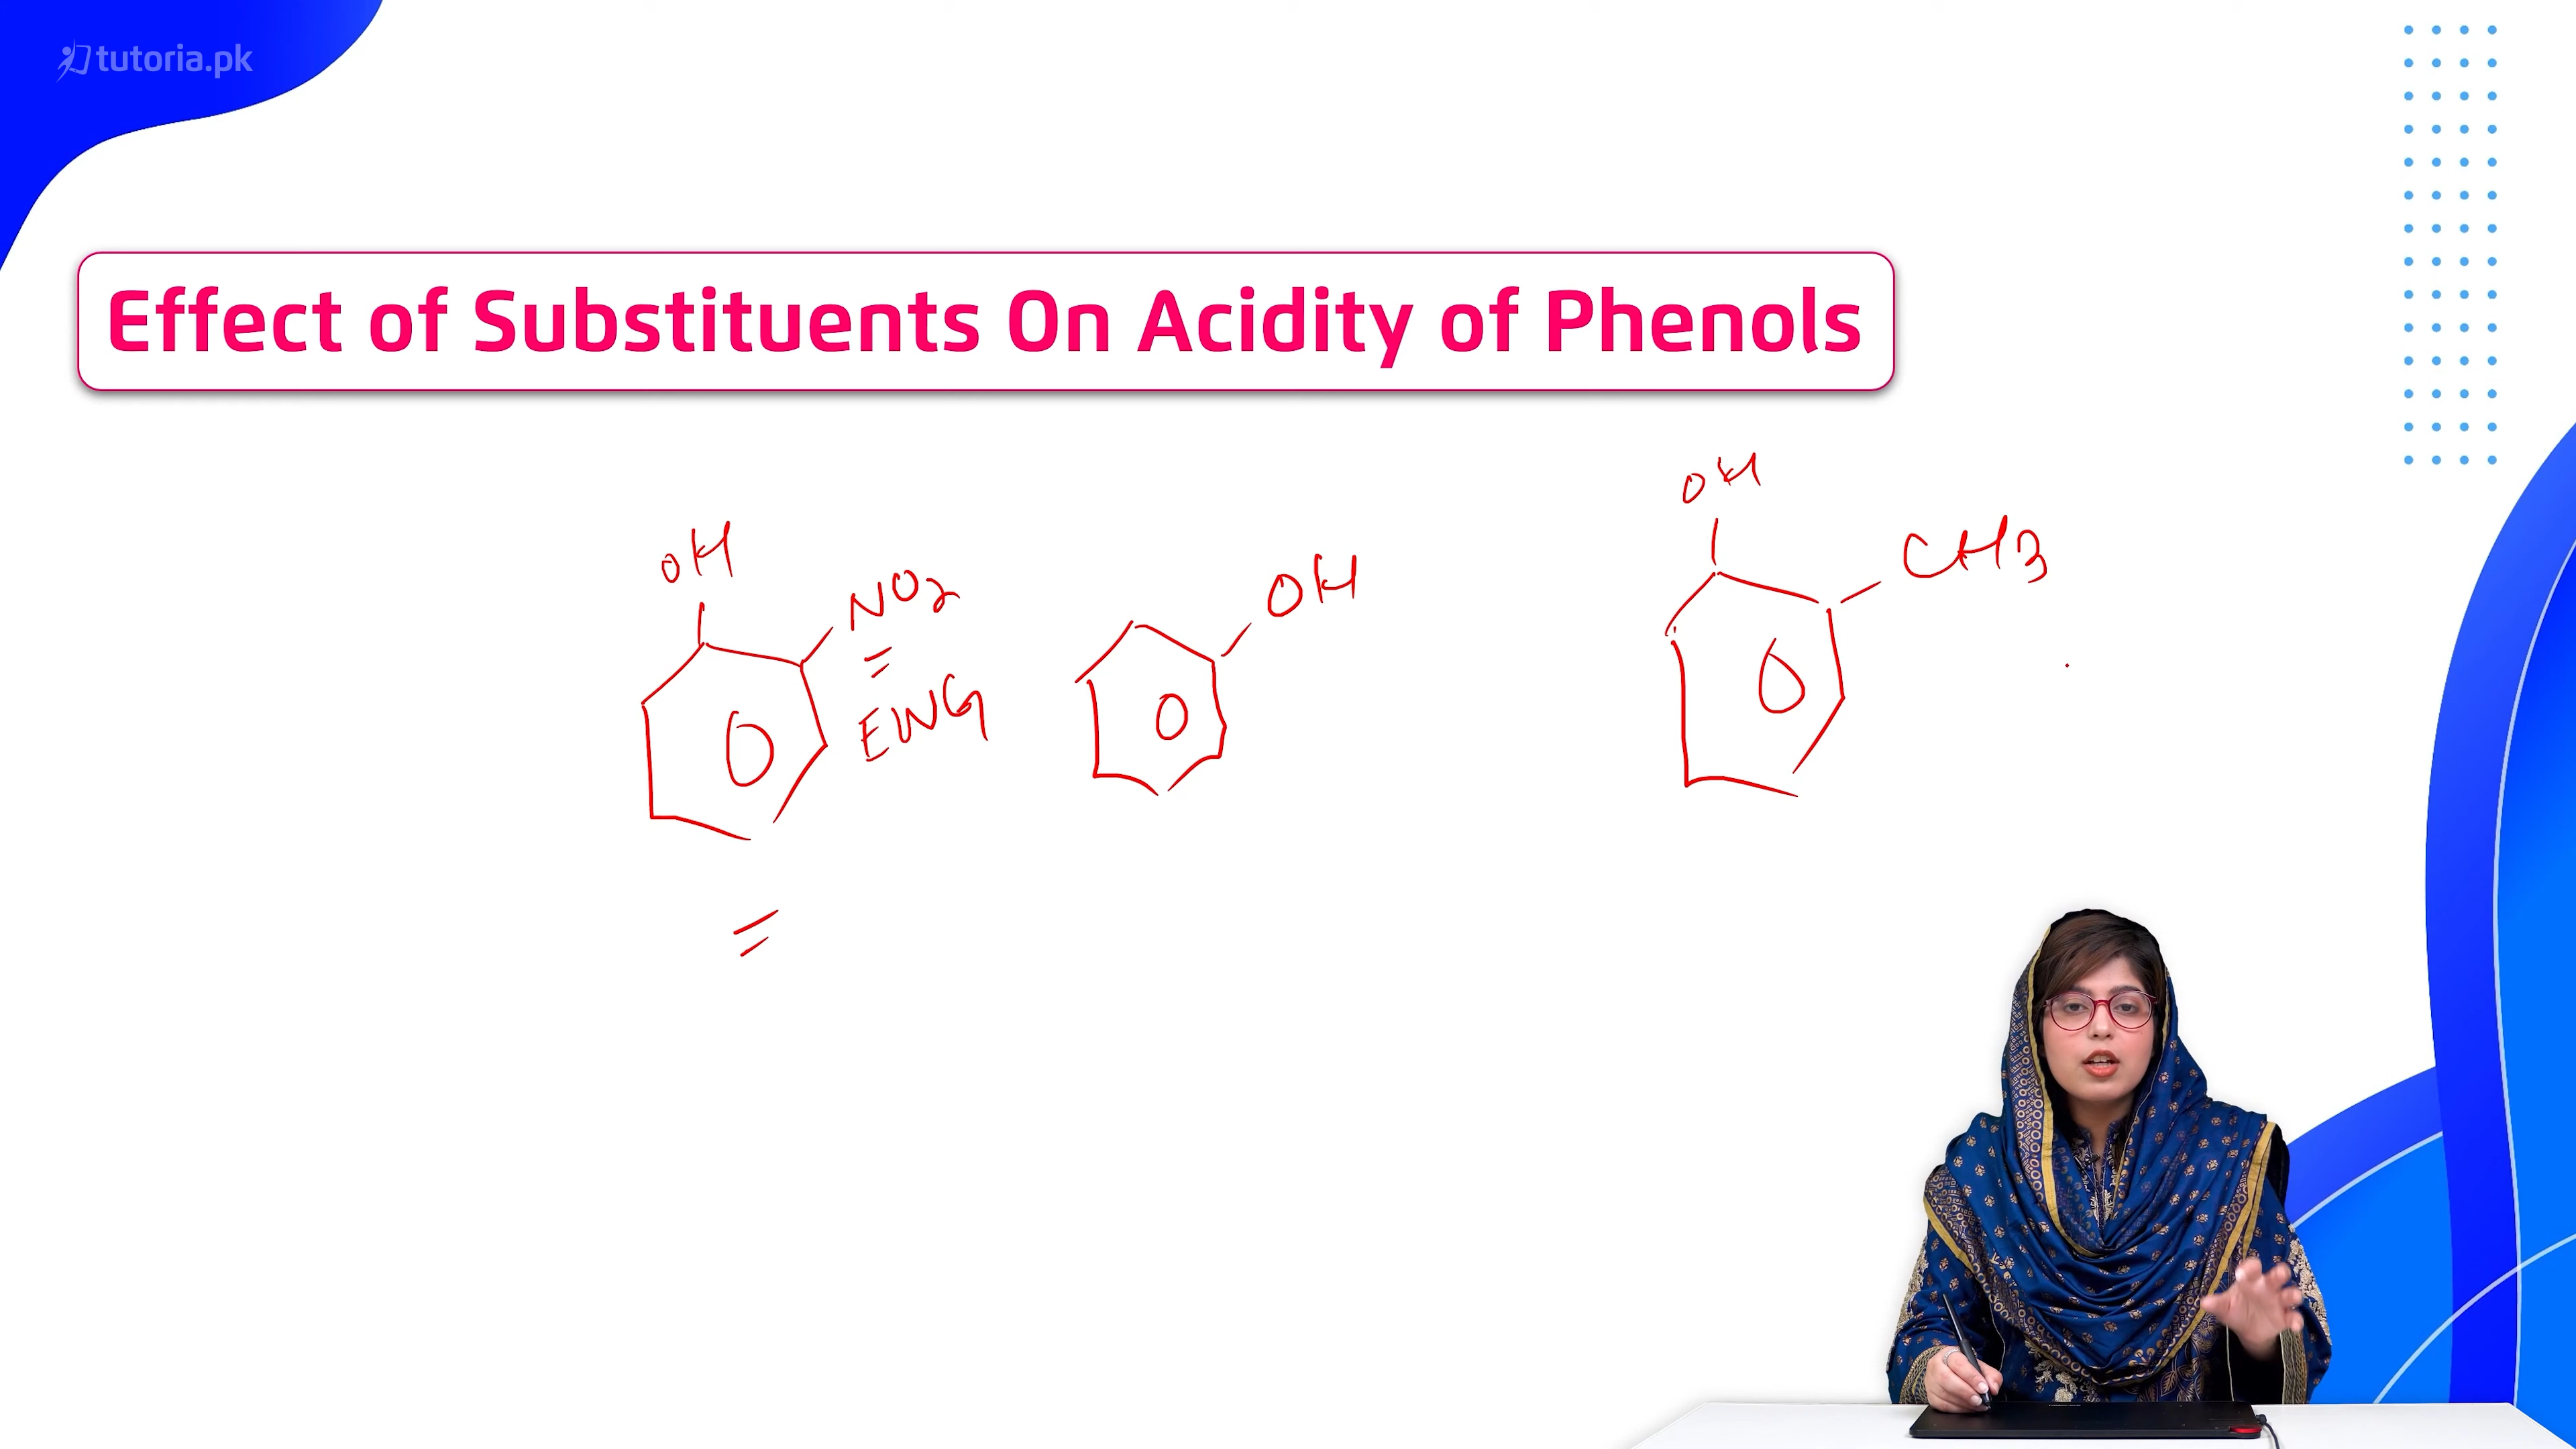 tutoria.pk
Effect of Substituents On Acidity of Phenols
OH
NO2
EWG
OH
OH
CH3